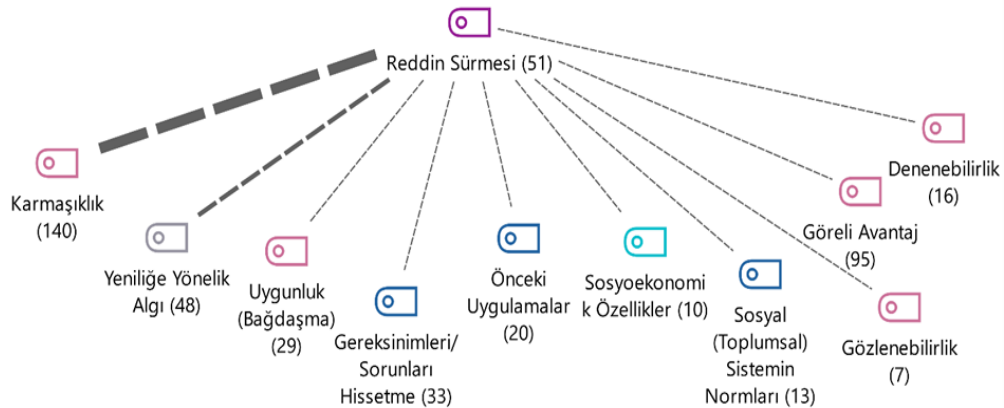 Reddin Sürmesi (51)
Karmaşıklık
(140)
Yeniliğe Yönelik
Algı (48)
Uygunluk
(Bağdaşma)
(29)
Gereksinimleri/
Sorunları
Hissetme (33)
Önceki
Uygulamalar
(20)
Sosyoekonomi
k Özellikler (10)
Sosyal
(Toplumsal)
Sistemin
Normları (13)
Gözlenebilirlik
(7)
Göreli Avantaj
(95)
Denenebilirlik
(16)